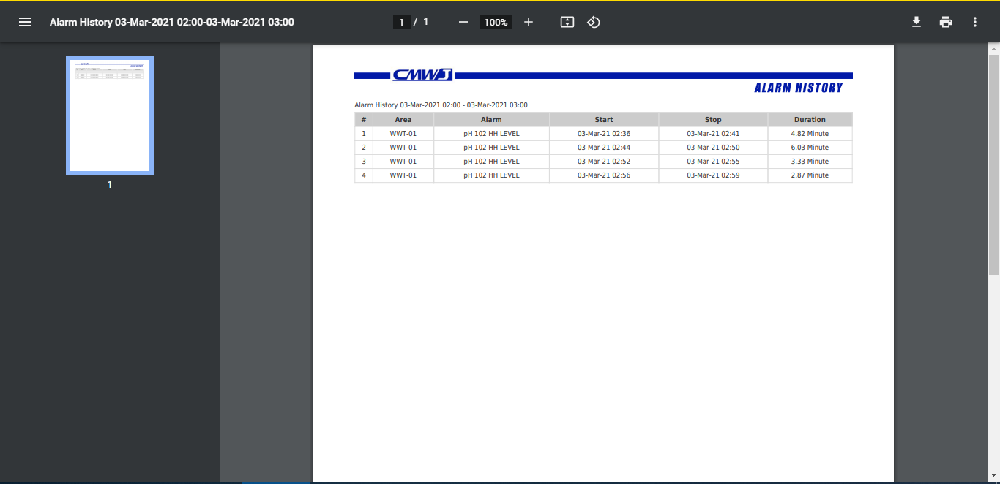 Alarm History 03-Mar-2021 02:00-03-Mar-2021 03:00
1 / 1
100%
1
CMWJ
ALARM HISTORY
Alarm History 03-Mar-2021 02:00 - 03-Mar-2021 03:00
# Area Alarm Start Stop Duration
1 WWT-01 pH 102 HH LEVEL 03-Mar-21 02:36 03-Mar-21 02:41 4.82 Minute
2 WWT-01 pH 102 HH LEVEL 03-Mar-21 02:44 03-Mar-21 02:50 6.03 Minute
3 WWT-01 pH 102 HH LEVEL 03-Mar-21 02:52 03-Mar-21 02:55 3.33 Minute
4 WWT-01 pH 102 HH LEVEL 03-Mar-21 02:56 03-Mar-21 02:59 2.87 Minute